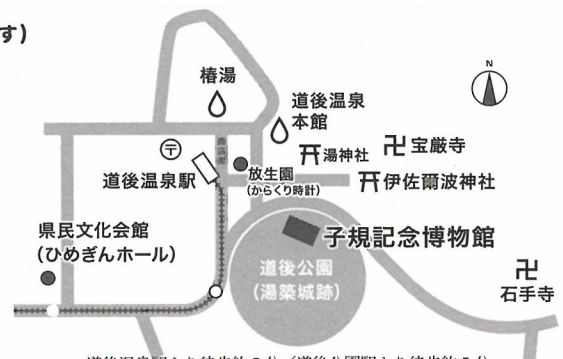 す)
N
椿湯
道後温泉
本館
商店街
〒
湯神社
宝厳寺
道後温泉駅
放生園
(からくり時計)
伊佐爾波神社
県民文化会館
(ひめぎんホール)
子規記念博物館
道後公園
(湯築城跡)
石手寺